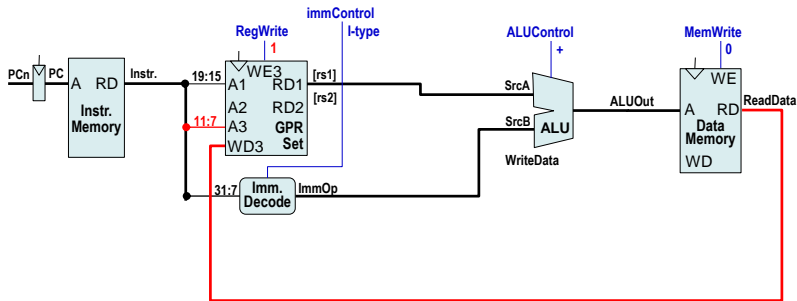 immControl
I-type
RegWrite
1
ALUControl
+
MemWrite
0
PCn
PC
A RD
Instr.
Memory
Instr.
19:15
11:7
31:7
WE3
A1 RD1
A2 RD2
A3 GPR
WD3 Set
[rs1]
[rs2]
Imm.
Decode
ImmOp
SrcA
SrcB
ALU
WriteData
ALUOut
WE
A RD
Data
Memory
WD
ReadData